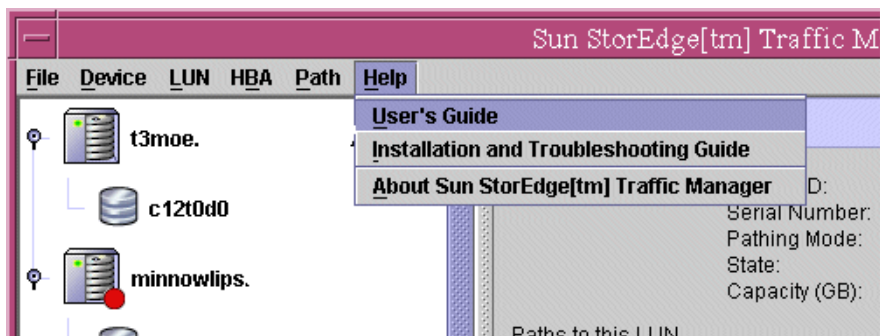 Sun StorEdge[tm] Traffic M
File Device LUN HBA Path Help
User's Guide
Installation and Troubleshooting Guide
About Sun StorEdge[tm] Traffic Manager
t3moe.
c12t0d0
minnowlips.
D:
Serial Number:
Pathing Mode:
State:
Capacity (GB):
Paths to this LUN